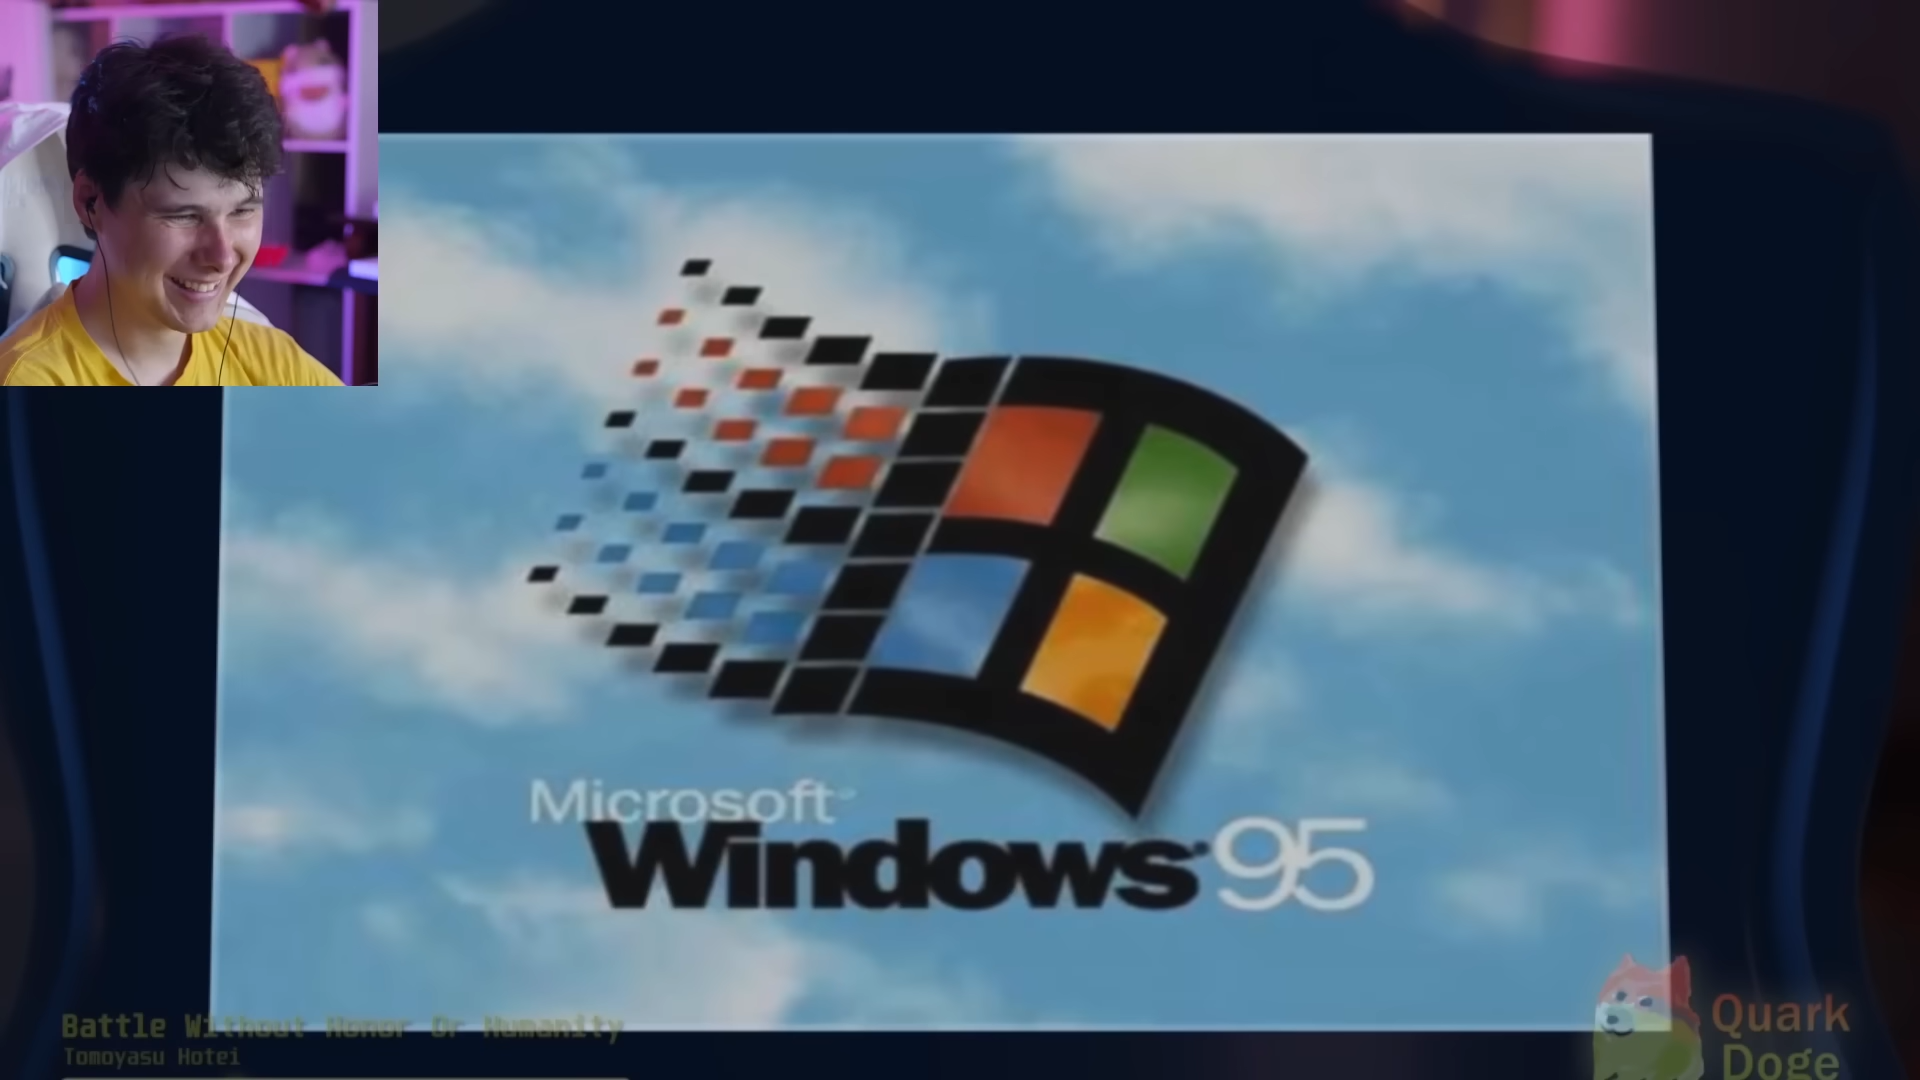 Microsoft
Windows 95
Battle Without Honor Or Humanity
Tomoyasu Hotei
Quark
Doge